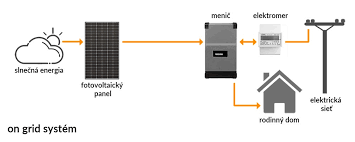 menič
elektromer
slnečná energia
fotovoltaický
panel
rodinný dom
elektrická
sieť
on grid systém